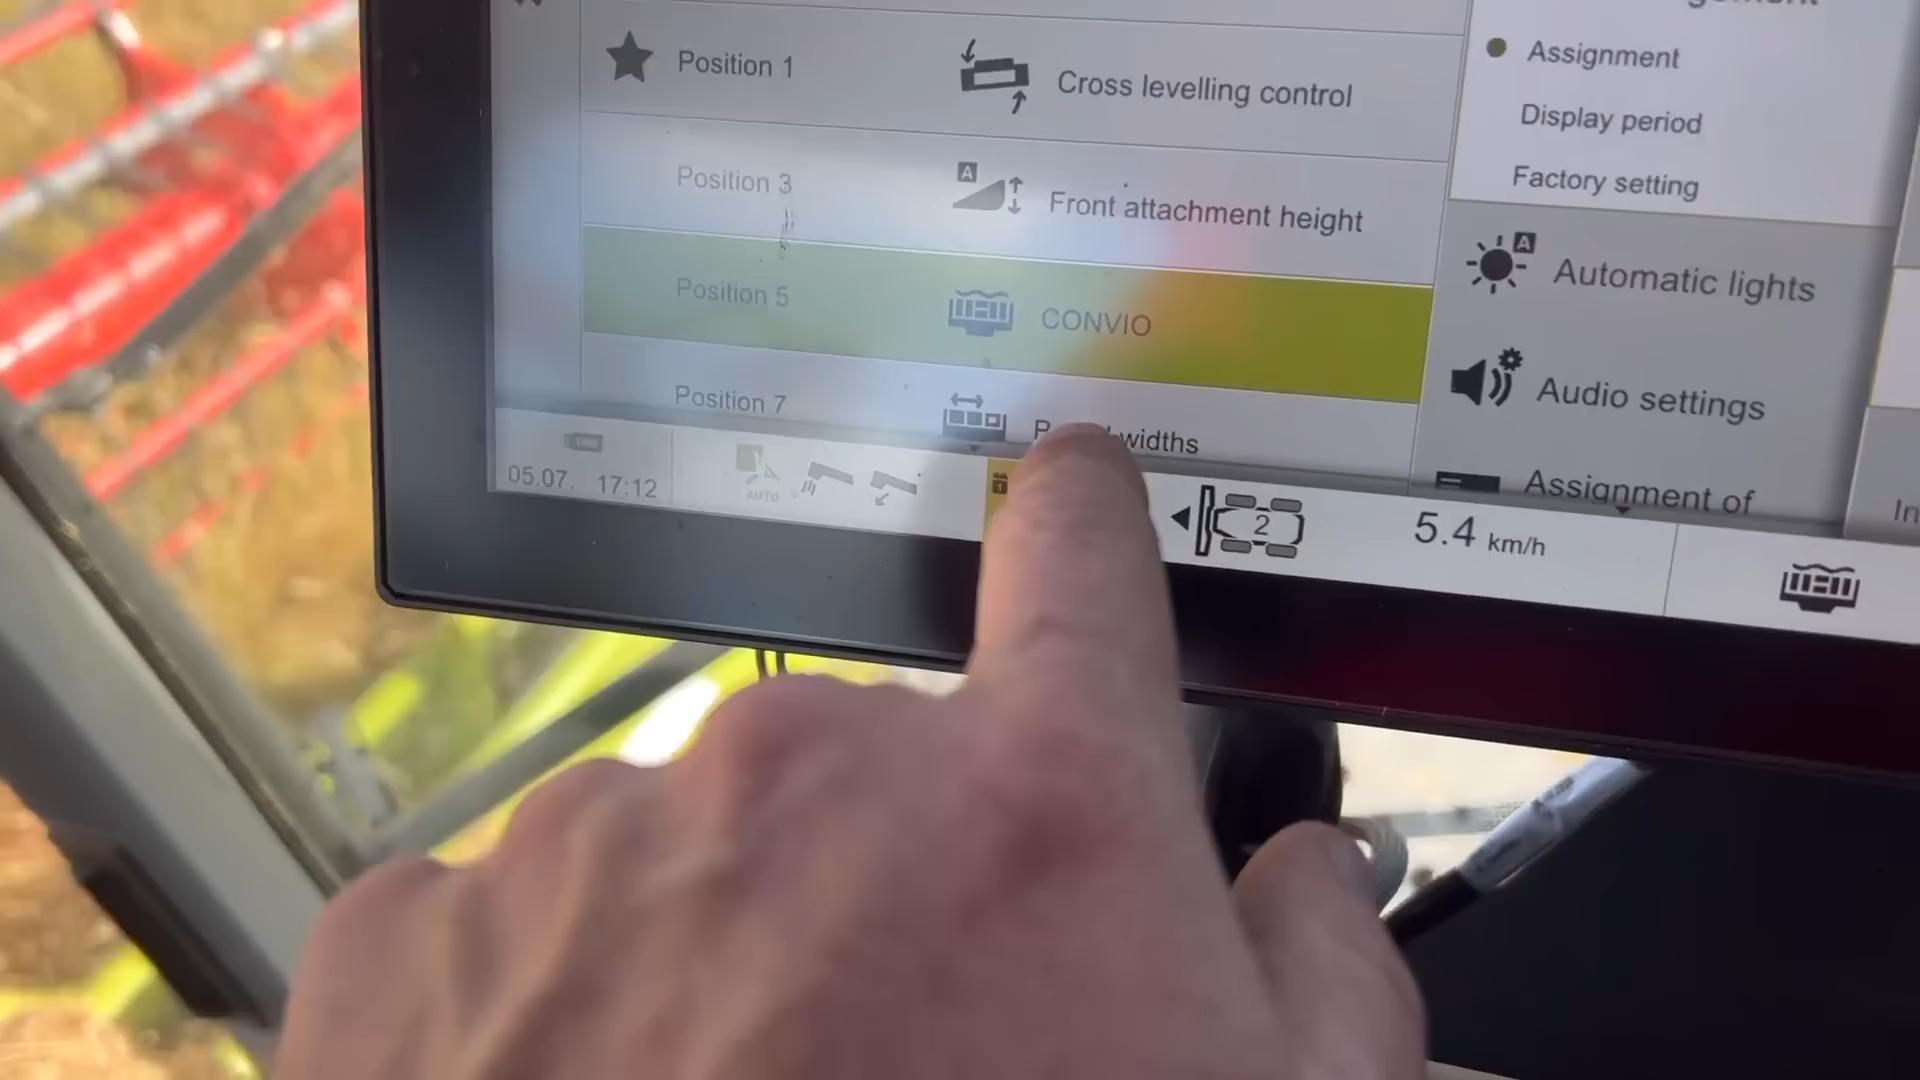 Position 1
Cross levelling control
Position 3
A
Front attachment height
Position 5
CONVIO
Position 7
widths
Assignment
Display period
Factory setting
A
Automatic lights
Audio settings
Assignment of
05.07. 17:12
AUTO
2
5.4 km/h
In